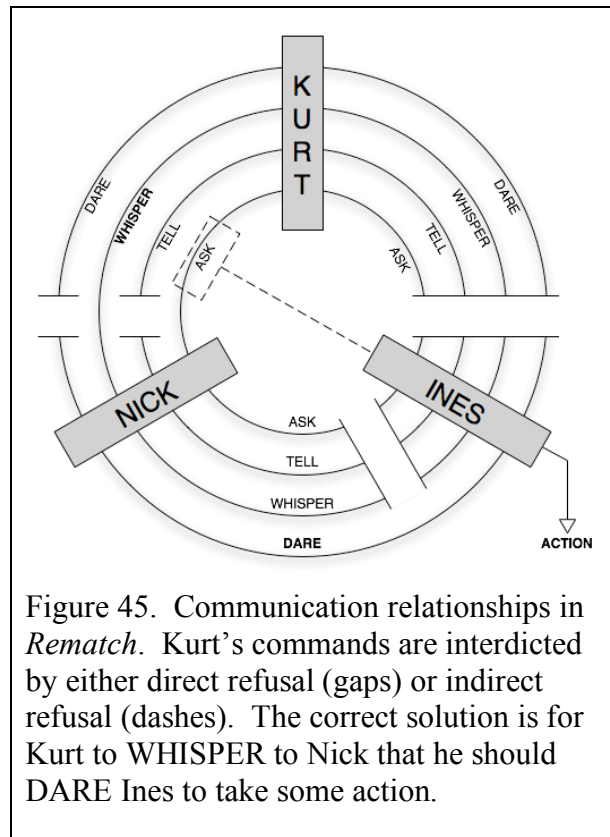 KURT
DARE
DARE
WHISPER
WHISPER
TELL
TELL
ASK
ASK
NICK
INES
ASK
TELL
WHISPER
DARE
ACTION
Figure 45.  Communication relationships in
Rematch.  Kurt’s commands are interdicted
by either direct refusal (gaps) or indirect
refusal (dashes).  The correct solution is for
Kurt to WHISPER to Nick that he should
DARE Ines to take some action.